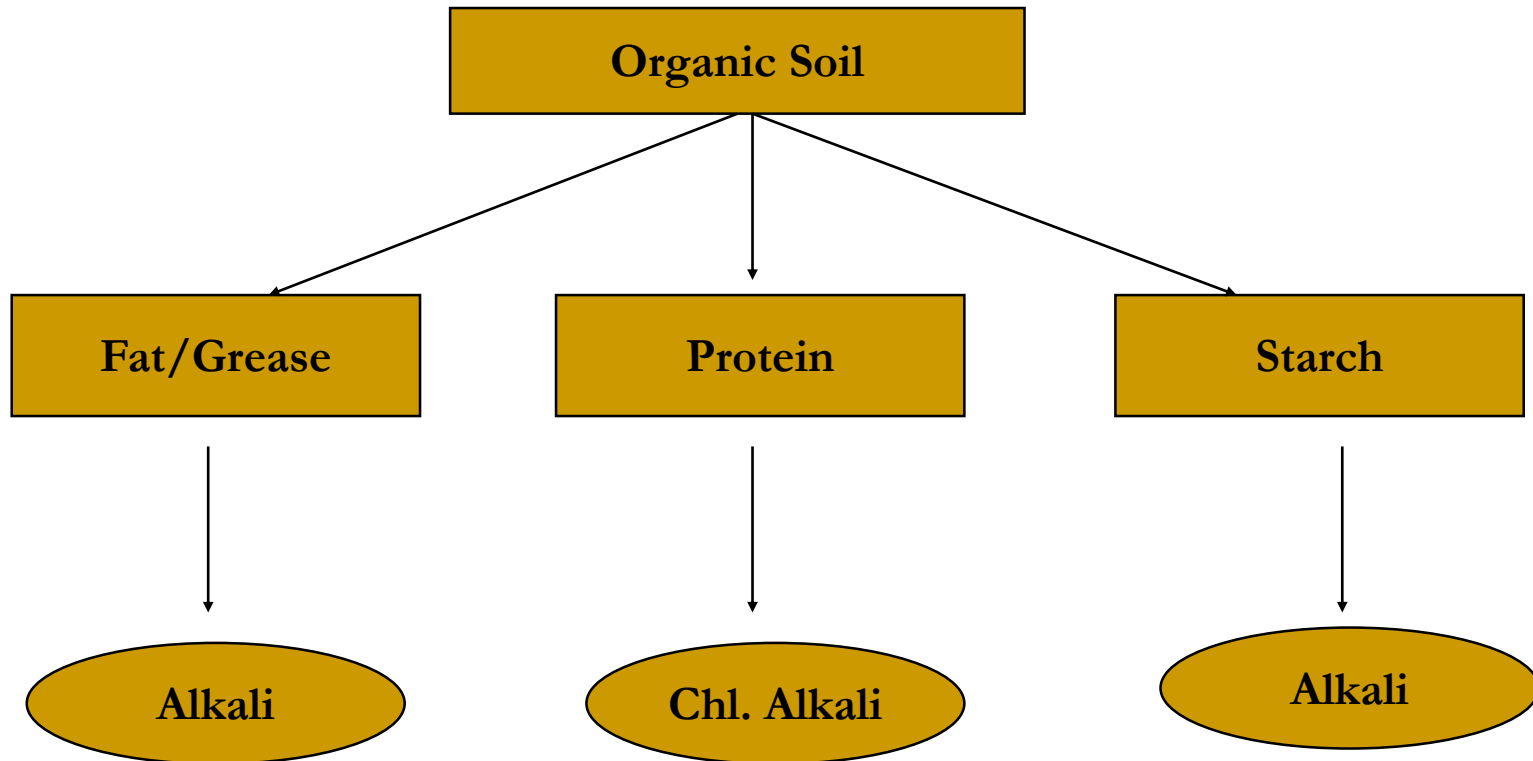 Organic Soil
Fat/Grease
Protein
Starch
Alkali
Chl. Alkali
Alkali